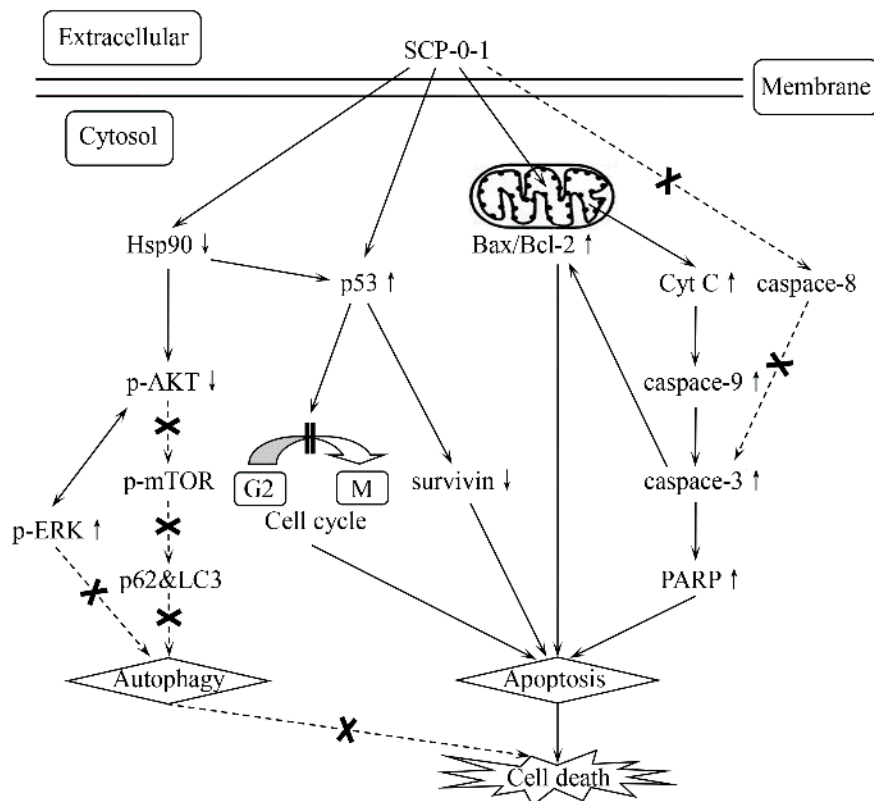 Extracellular
SCP-0-1
Membrane
Cytosol
Hsp90 ↓
p53 ↑
Bax/Bcl-2 ↑
Cyt C ↑
caspace-8
p-AKT ↓
caspace-9 ↑
p-mTOR
G2
M
survivin ↓
caspace-3 ↑
Cell cycle
p-ERK ↑
p62&LC3
PARP ↑
Autophagy
Apoptosis
Cell death